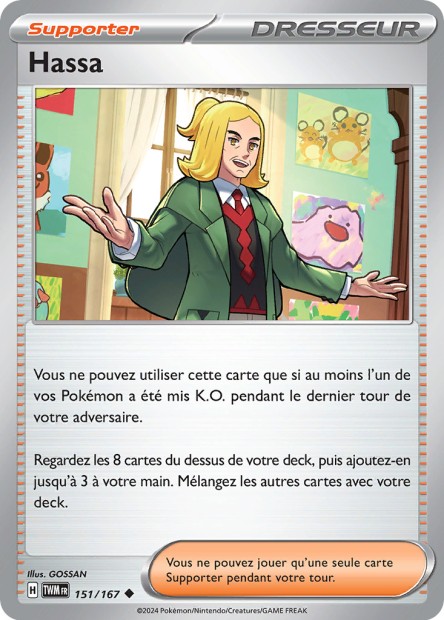 Supporter
DRESSEUR
Hassa
Vous ne pouvez utiliser cette carte que si au moins l'un de
vos Pokémon a été mis K.O. pendant le dernier tour de
votre adversaire.
Regardez les 8 cartes du dessus de votre deck, puis ajoutez-en
jusqu'à 3 à votre main. Mélangez les autres cartes avec votre
deck.
Vous ne pouvez jouer qu'une seule carte
Supporter pendant votre tour.
Illus. GOSSAN
H TWM FR 151/167 ◆
©2024 Pokémon/Nintendo/Creatures/GAME FREAK